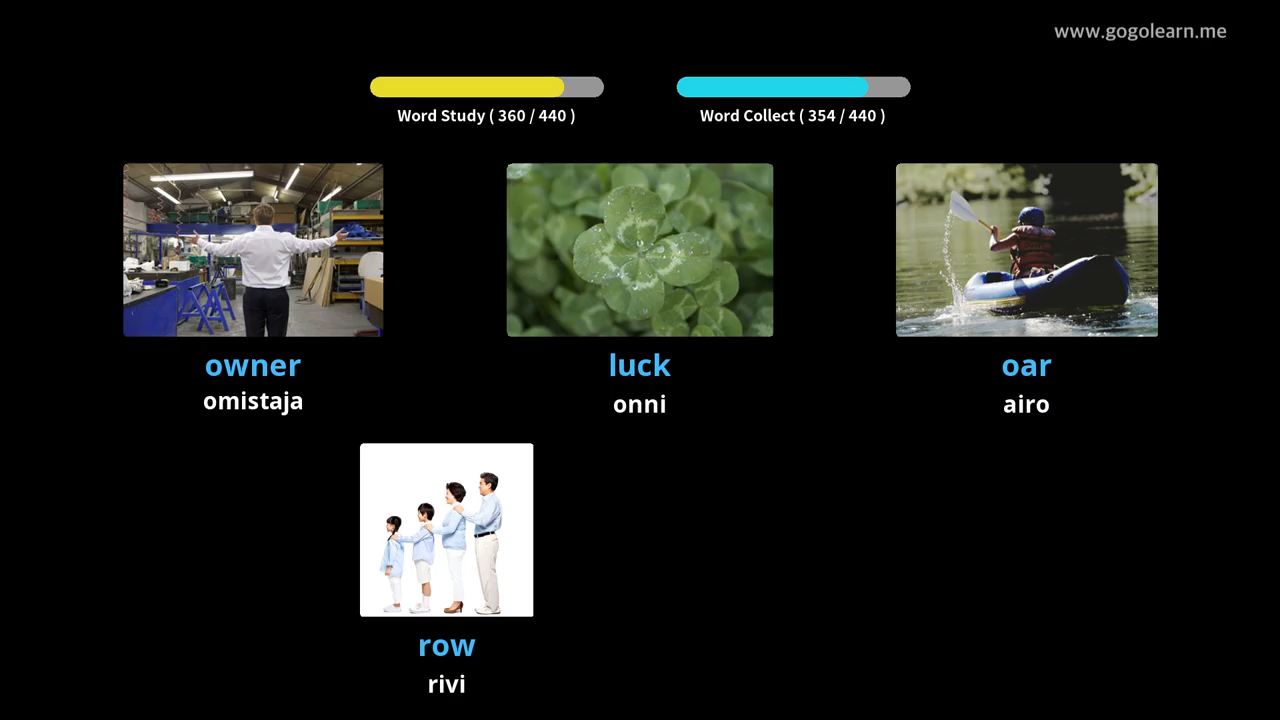 www.gogolearn.me
Word Study ( 360 / 440 )
Word Collect ( 354 / 440 )
owner
omistaja
luck
onni
oar
airo
row
rivi